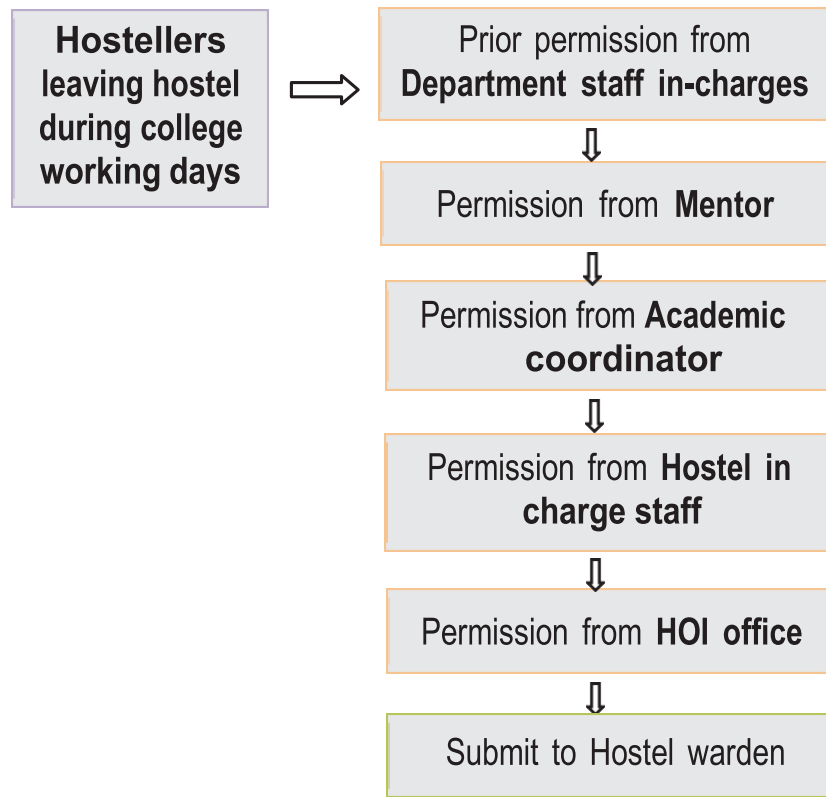 Hostellers
leaving hostel
during college
working days
Prior permission from
Department staff in-charges
Permission from Mentor
Permission from Academic
coordinator
Permission from Hostel in
charge staff
Permission from HOI office
Submit to Hostel warden